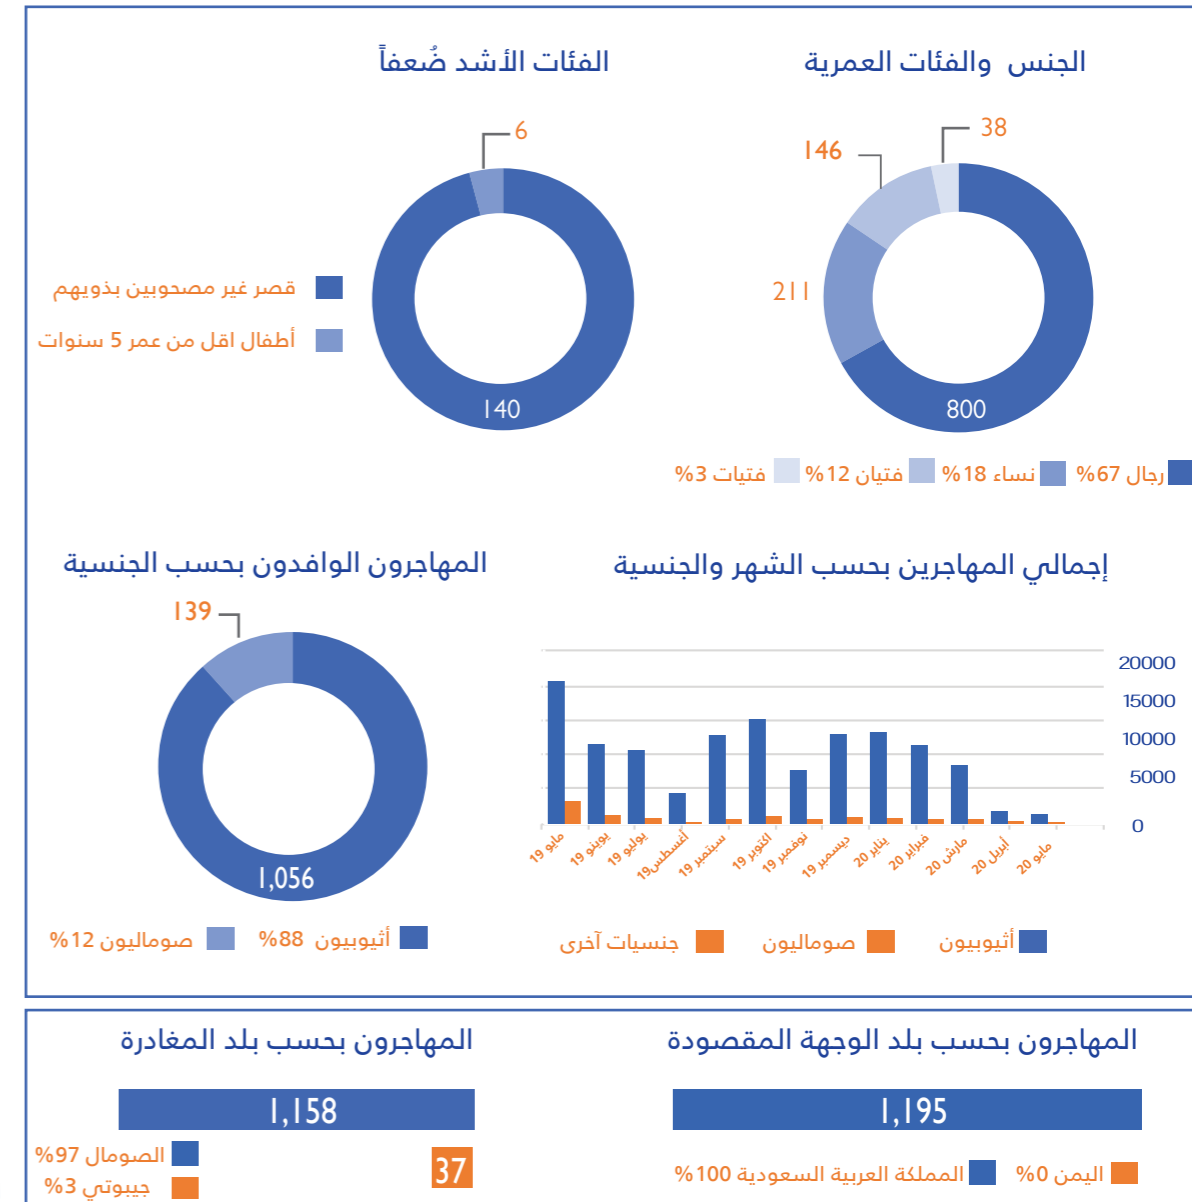 الجنس والفئات العمرية
38
146
211
800
رجال 67% نساء 18% فتيان 12% فتيات 3%
الفئات الأشد ضُعفاً
6
140
قصر غير مصحوبين بذويهم
أطفال اقل من عمر 5 سنوات
إجمالي المهاجرين بحسب الشهر والجنسية
20000
15000
10000
5000
0
مايو 19 يونيو 19 يوليو 19 أغسطس19 سبتمبر 19 اكتوبر 19 نوفمبر 19 ديسمبر 19 يناير 20 فبراير 20 مارش 20 أبريل 20 مايو 20
أثيوبيون صوماليون جنسيات آخرى
المهاجرون الوافدون بحسب الجنسية
139
1,056
أثيوبيون 88% صوماليون 12%
المهاجرون بحسب بلد الوجهة المقصودة
1,195
اليمن 0% المملكة العربية السعودية 100%
المهاجرون بحسب بلد المغادرة
1,158
37
الصومال 97%
جيبوتي 3%